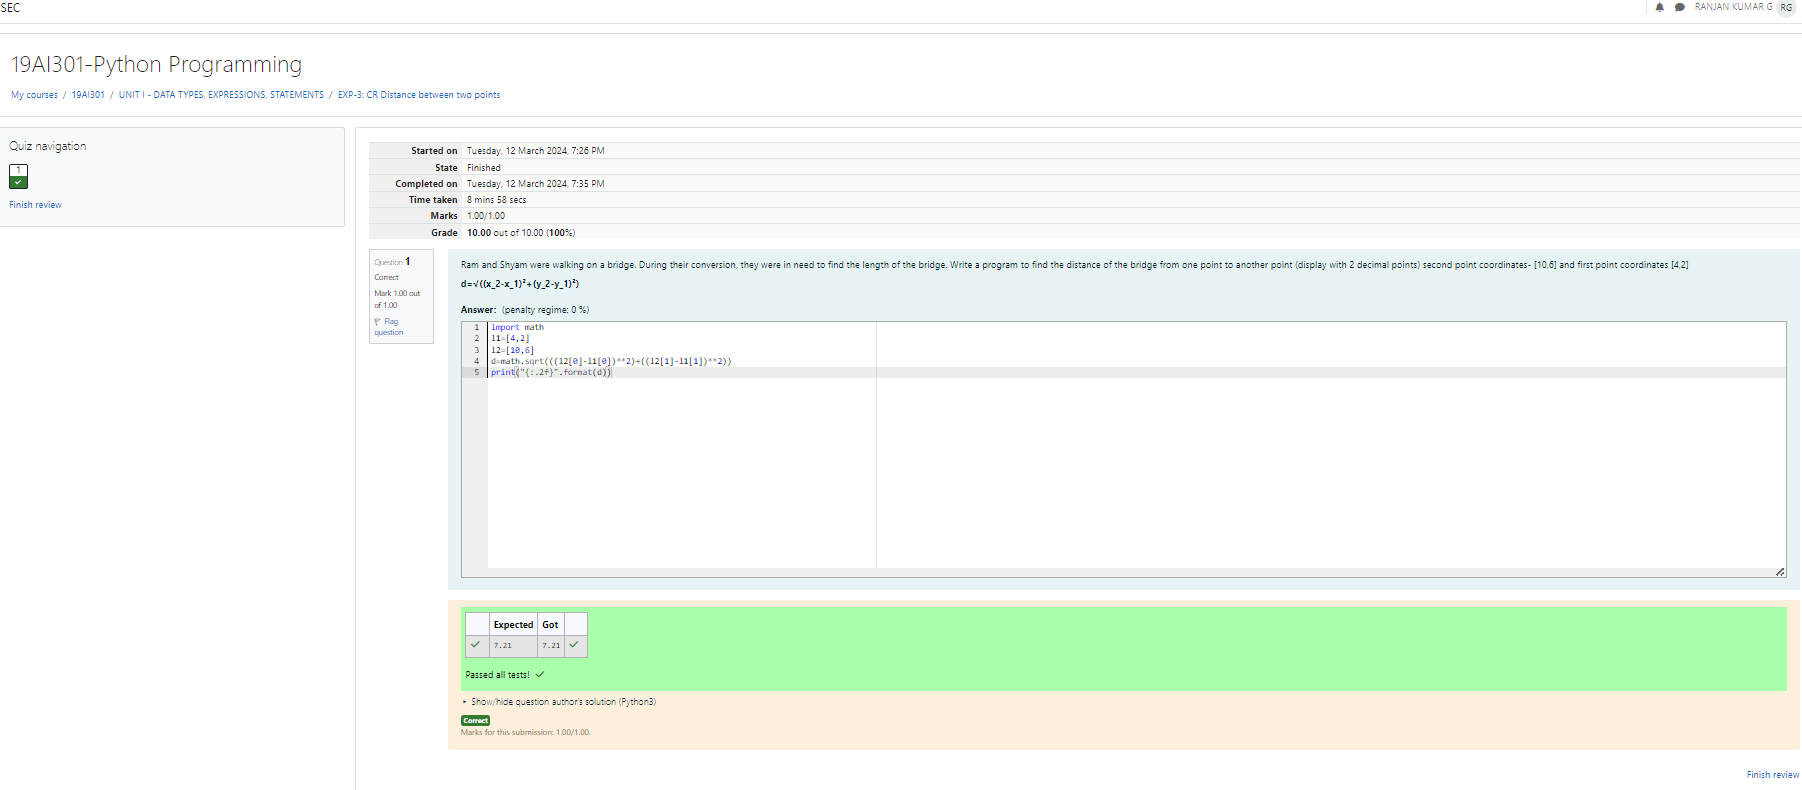 SEC
RANJAN KUMAR G RG
19AI301-Python Programming
My courses / 19AI301 / UNIT I - DATA TYPES, EXPRESSIONS, STATEMENTS / EXP-3: CR Distance between two points
Quiz navigation
1
Finish review
Started on Tuesday, 12 March 2024, 7:26 PM
State Finished
Completed on Tuesday, 12 March 2024, 7:35 PM
Time taken 8 mins 58 secs
Marks 1.00/1.00
Grade 10.00 out of 10.00 (100%)
Question 1
Correct
Mark 1.00 out
of 1.00
Flag
question
Ram and Shyam were walking on a bridge. During their conversion, they were in need to find the length of the bridge. Write a program to find the distance of the bridge from one point to another point (display with 2 decimal points) second point coordinates- [10,6] and first point coordinates [4,2]
d=√((x_2-x_1)²+(y_2-y_1)²)
Answer: (penalty regime: 0 %)
1 import math
2 l1=[4,2]
3 l2=[10,6]
4 d=math.sqrt(((l2[0]-l1[0])**2)+((l2[1]-l1[1])**2))
5 print("{:.2f}".format(d))
Expected Got
7.21 7.21
Passed all tests!
Show/hide question author's solution (Python3)
Correct
Marks for this submission: 1.00/1.00.
Finish review